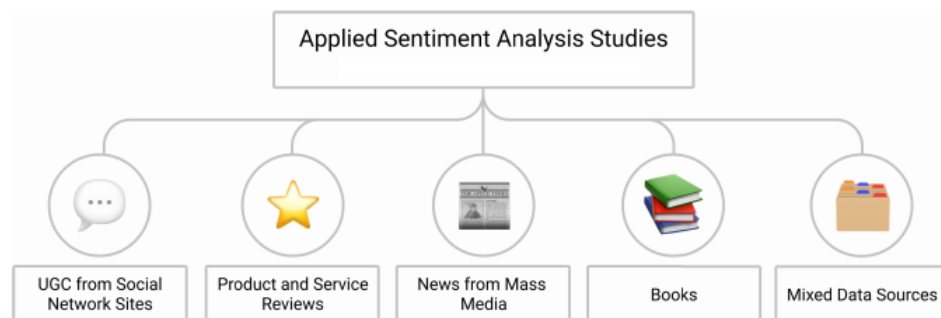 Applied Sentiment Analysis Studies
UGC from Social
Network Sites
Product and Service
Reviews
News from Mass
Media
Books
Mixed Data Sources